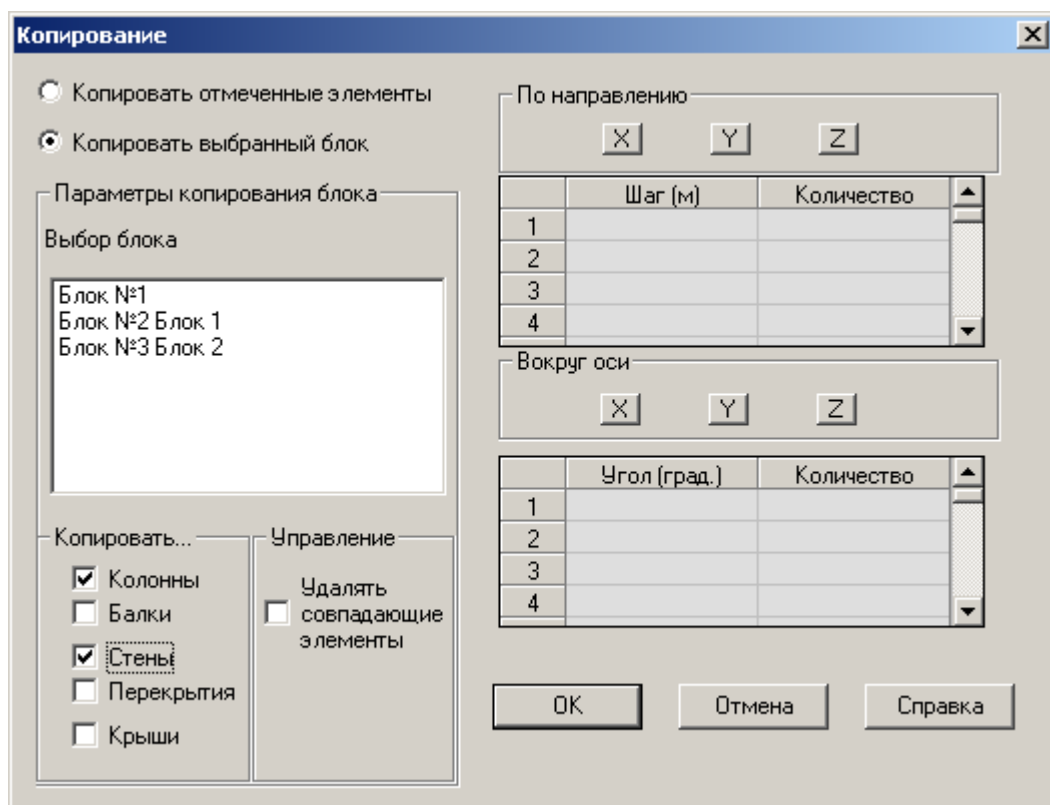 Копирование
Копировать отмеченные элементы
Копировать выбранный блок
Параметры копирования блока
Выбор блока
Блок №1
Блок №2 Блок 1
Блок №3 Блок 2
Копировать...
Колонны
Балки
Стены
Перекрытия
Крыши
Управление
Удалять
совпадающие
элементы
По направлению
X Y Z
Шаг (м) Количество
1
2
3
4
Вокруг оси
X Y Z
Угол (град.) Количество
1
2
3
4
OK Отмена Справка